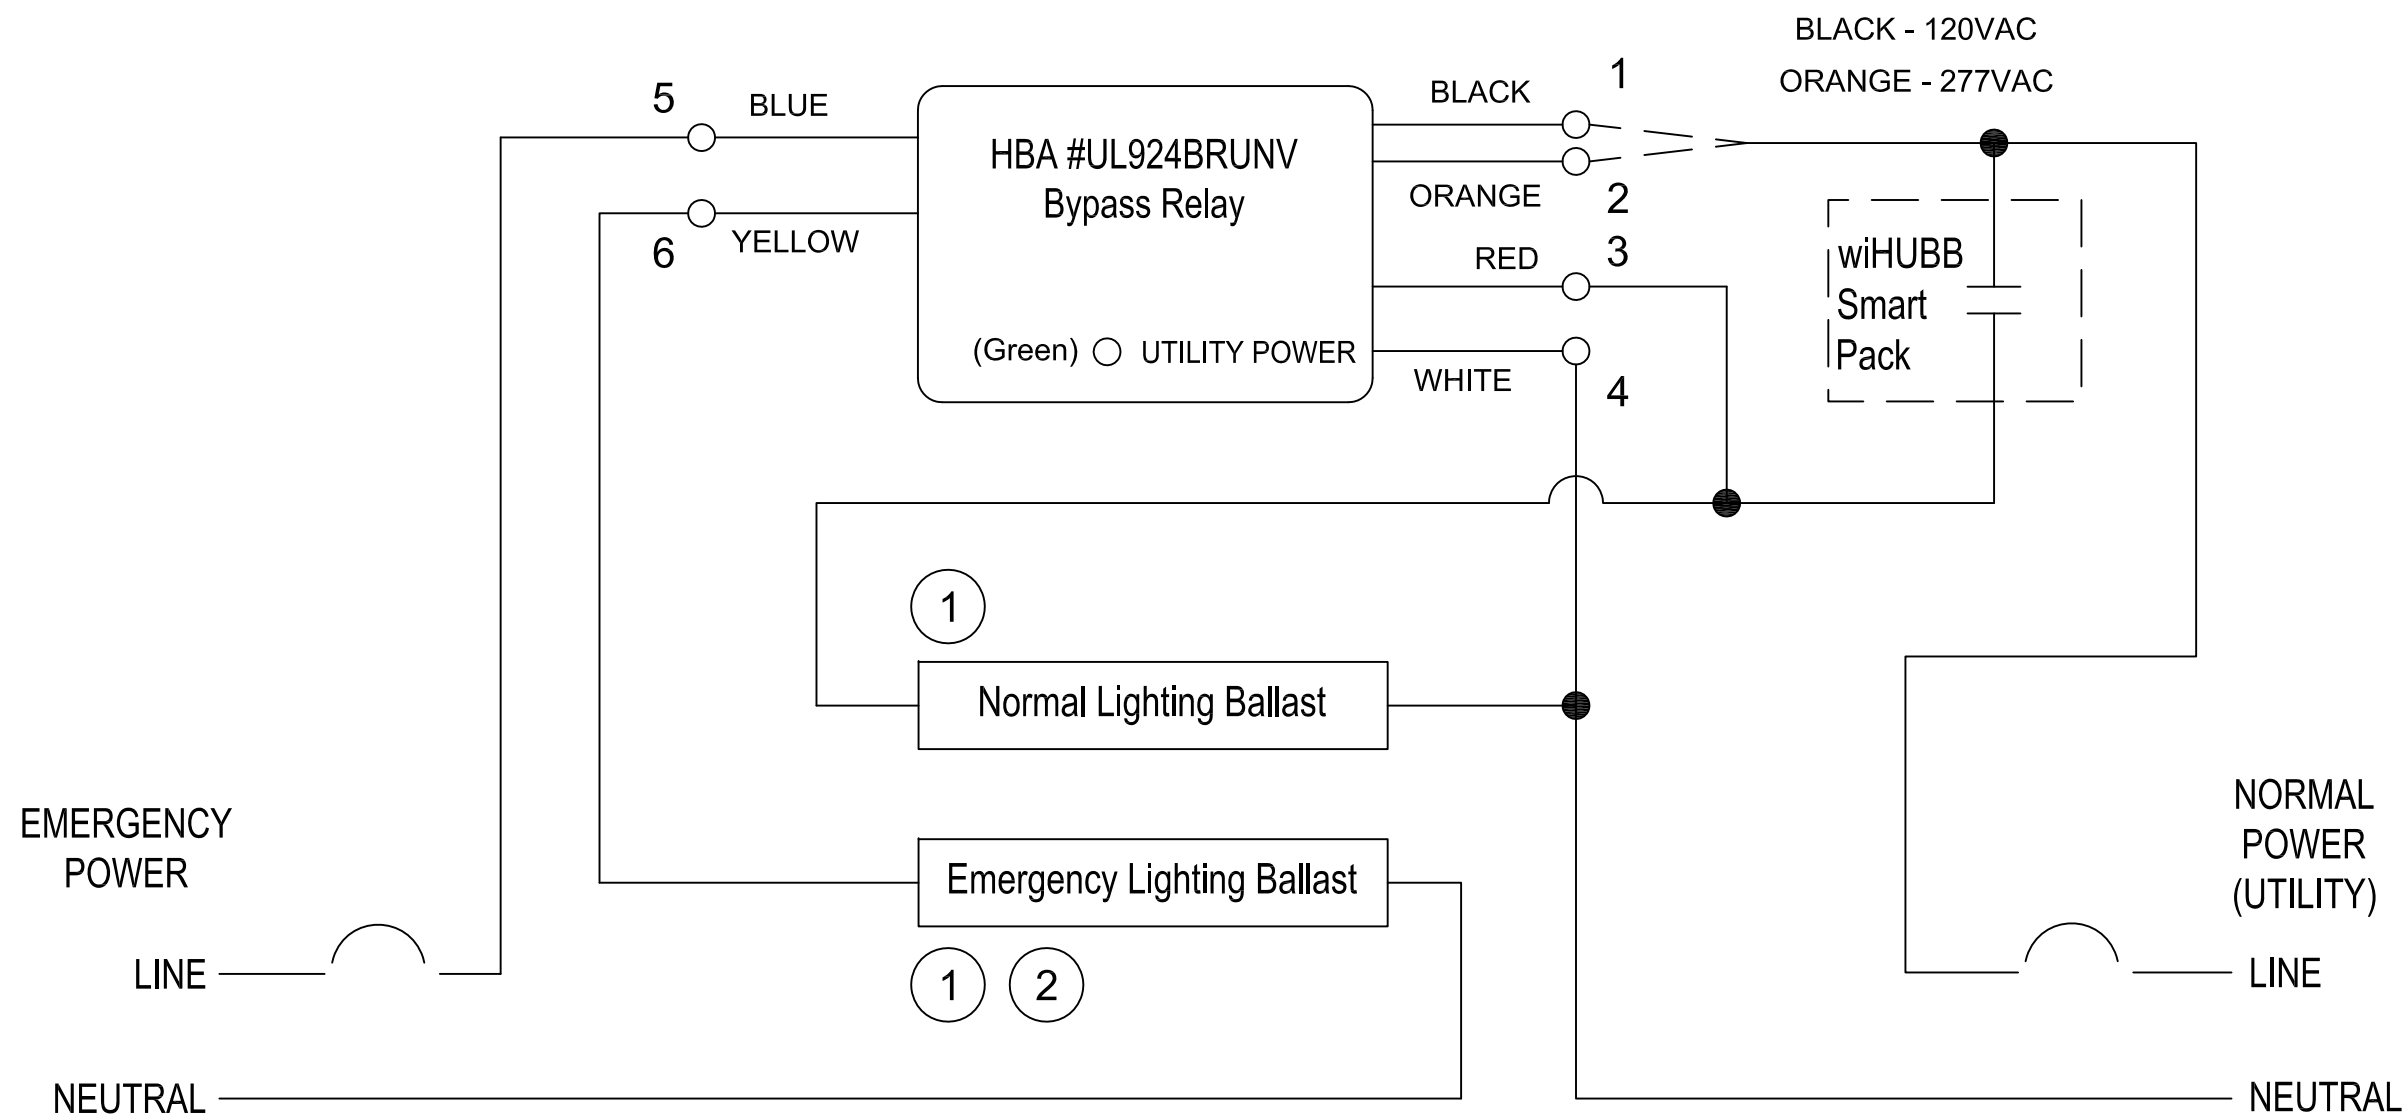 BLACK - 120VAC
ORANGE - 277VAC
5
BLUE
6
YELLOW
HBA #UL924BRUNV
Bypass Relay
(Green)
UTILITY POWER
BLACK
1
ORANGE
2
RED
3
WHITE
4
wiHUBB
Smart
Pack
1
Normal Lighting Ballast
Emergency Lighting Ballast
1
2
EMERGENCY
POWER
LINE
NEUTRAL
NORMAL
POWER
(UTILITY)
LINE
NEUTRAL